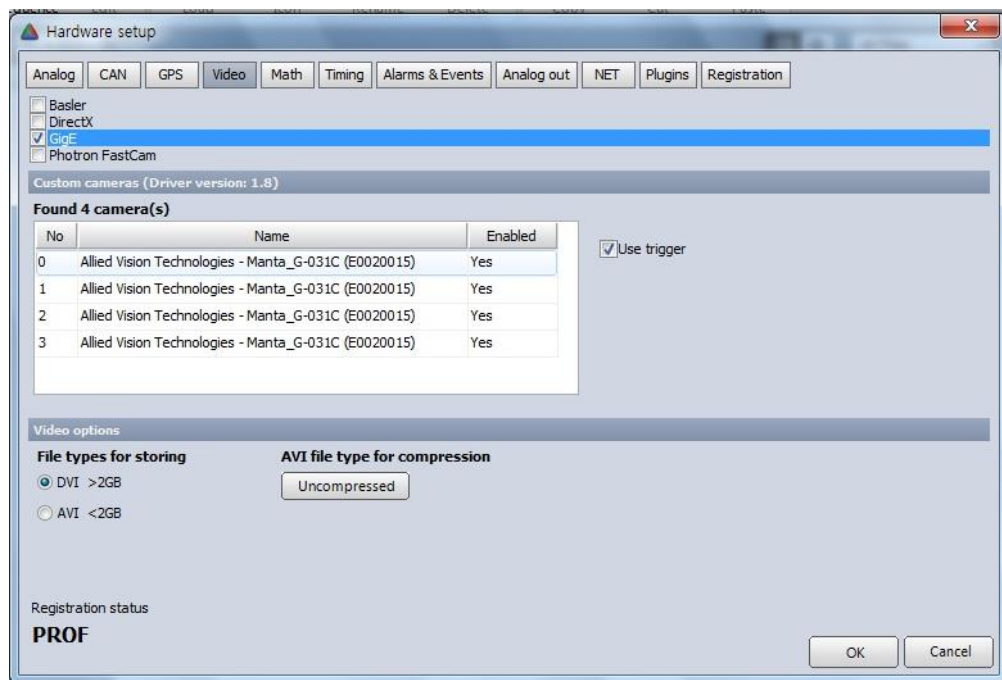 Hardware setup
Analog CAN GPS Video Math Timing Alarms & Events Analog out NET Plugins Registration
Basler
DirectX
GigE
Photron FastCam
Custom cameras (Driver version: 1.8)
Found 4 camera(s)
No Name Enabled
0 Allied Vision Technologies - Manta_G-031C (E0020015) Yes
1 Allied Vision Technologies - Manta_G-031C (E0020015) Yes
2 Allied Vision Technologies - Manta_G-031C (E0020015) Yes
3 Allied Vision Technologies - Manta_G-031C (E0020015) Yes
Use trigger
Video options
File types for storing
DVI >2GB
AVI <2GB
AVI file type for compression
Uncompressed
Registration status
PROF
OK Cancel